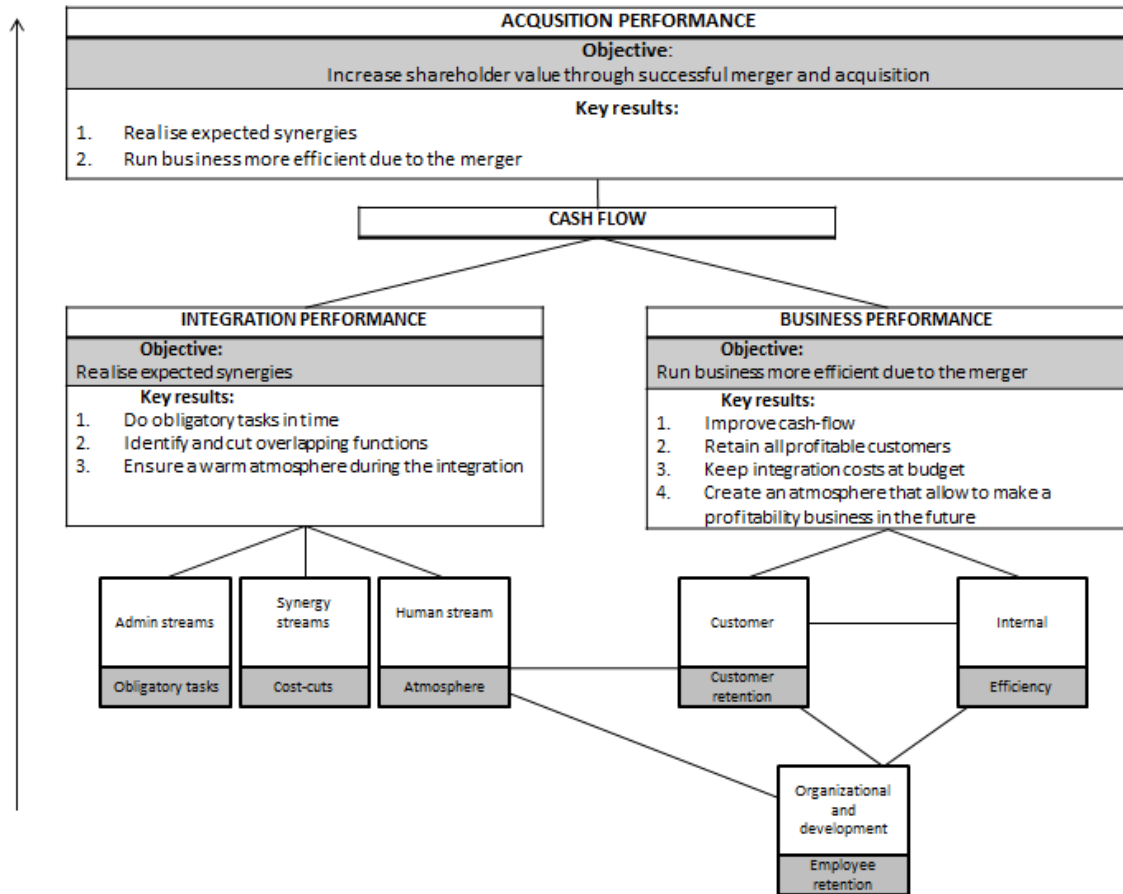 ACQUSITION PERFORMANCE
Objective:
Increase shareholder value through successful merger and acquisition
Key results:
1. Realise expected synergies
2. Run business more efficient due to the merger
CASH FLOW
INTEGRATION PERFORMANCE
Objective:
Realise expected synergies
Key results:
1. Do obligatory tasks in time
2. Identify and cut overlapping functions
3. Ensure a warm atmosphere during the integration
BUSINESS PERFORMANCE
Objective:
Run business more efficient due to the merger
Key results:
1. Improve cash-flow
2. Retain all profitable customers
3. Keep integration costs at budget
4. Create an atmosphere that allow to make a
profitability business in the future
Admin streams
Obligatory tasks
Synergy
streams
Cost-cuts
Human stream
Atmosphere
Customer
Customer
retention
Internal
Efficiency
Organizational
and
development
Employee
retention